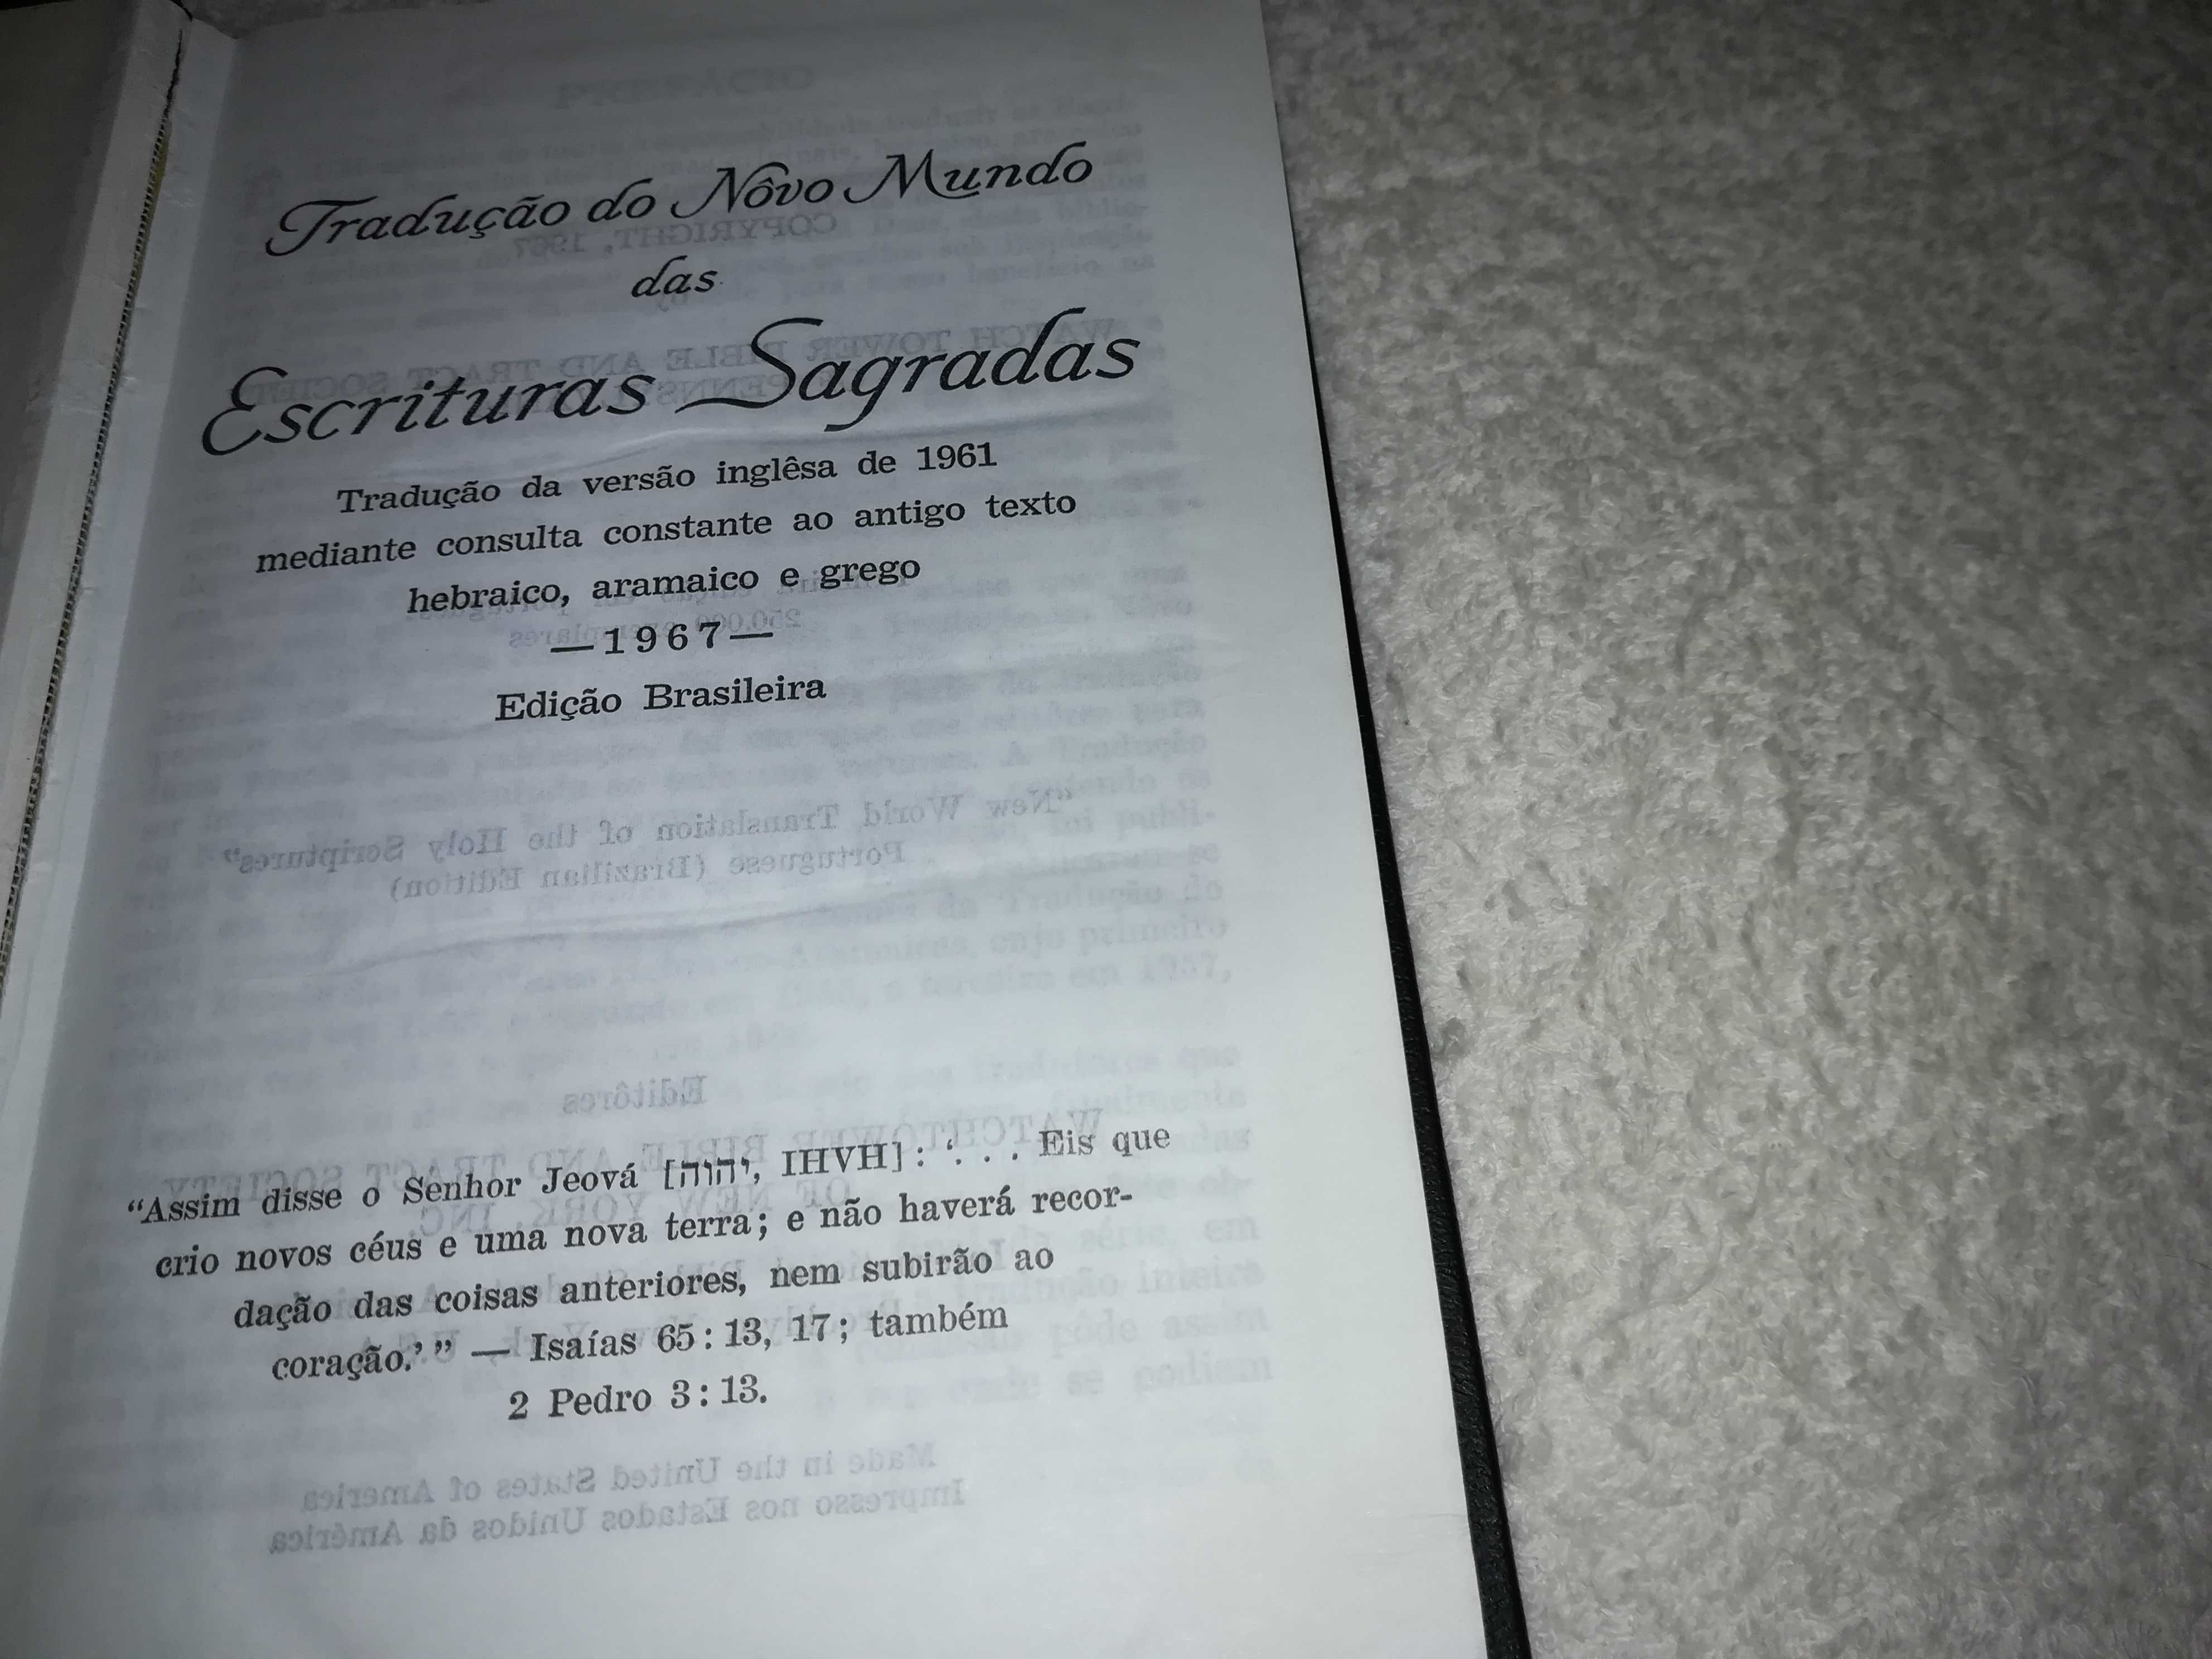 Tradução do Nôvo Mundo
das
Escrituras Sagradas
Tradução da versão inglêsa de 1961
mediante consulta constante ao antigo texto
hebraico, aramaico e grego
—1967—
Edição Brasileira
“Assim disse o Senhor Jeová [יהוה, IHVH]: ‘. . . Eis que
crio novos céus e uma nova terra; e não haverá recor-
dação das coisas anteriores, nem subirão ao
coração.’” — Isaías 65:13, 17; também
2 Pedro 3:13.